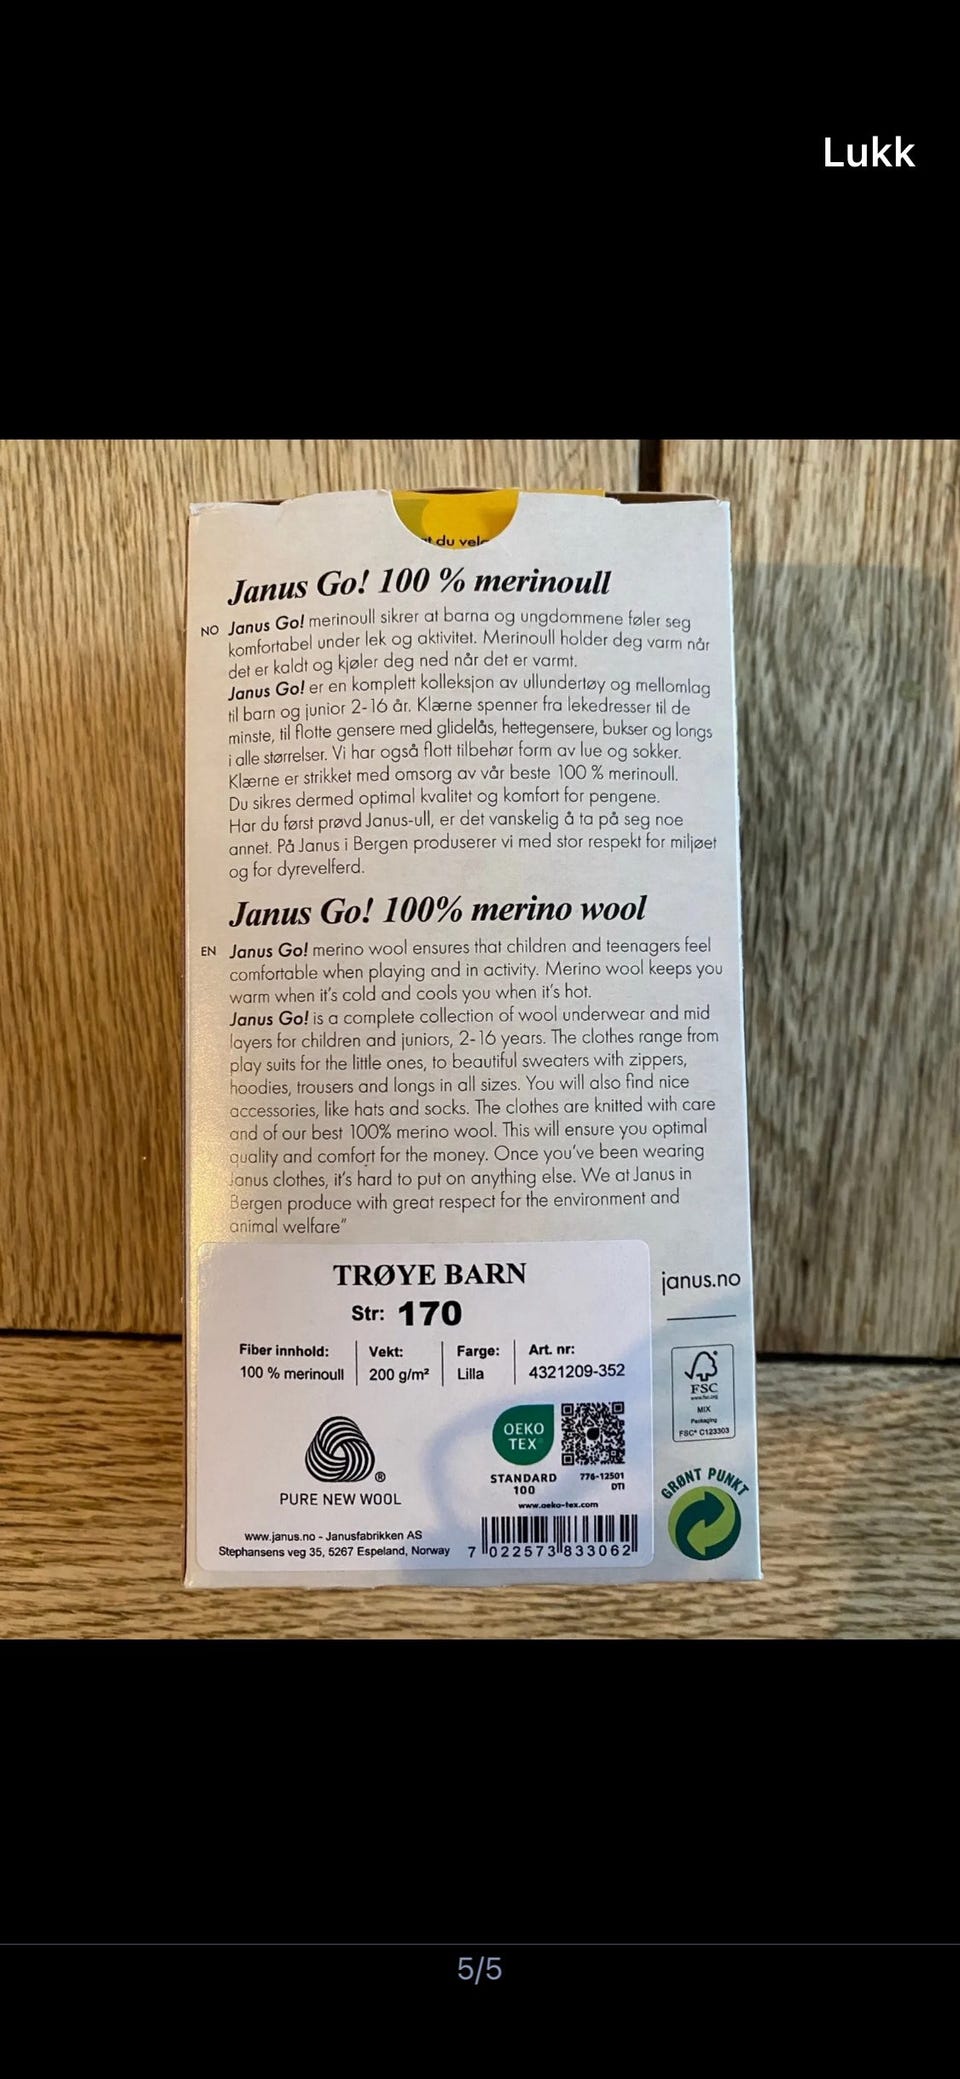 Lukk
du velg
Janus Go! 100 % merinoull
NO Janus Go! merinoull sikrer at barna og ungdommene føler seg
komfortabel under lek og aktivitet. Merinoull holder deg varm når
det er kaldt og kjøler deg ned når det er varmt.
Janus Go! er en komplett kolleksjon av ullundertøy og mellomlag
til barn og junior 2-16 år. Klærne spenner fra lekedresser til de
minste, til flotte gensere med glidelås, hettegensere, bukser og longs
i alle størrelser. Vi har også flott tilbehør form av lue og sokker.
Klærne er strikket med omsorg av vår beste 100 % merinoull.
Du sikres dermed optimal kvalitet og komfort for pengene.
Har du først prøvd Janus-ull, er det vanskelig å ta på seg noe
annet. På Janus i Bergen produserer vi med stor respekt for miljøet
og for dyrevelferd.
Janus Go! 100% merino wool
EN Janus Go! merino wool ensures that children and teenagers feel
comfortable when playing and in activity. Merino wool keeps you
warm when it's cold and cools you when it's hot.
Janus Go! is a complete collection of wool underwear and mid
layers for children and juniors, 2-16 years. The clothes range from
play suits for the little ones, to beautiful sweaters with zippers,
hoodies, trousers and longs in all sizes. You will also find nice
accessories, like hats and socks. The clothes are knitted with care
and of our best 100% merino wool. This will ensure you optimal
quality and comfort for the money. Once you've been wearing
Janus clothes, it's hard to put on anything else. We at Janus in
Bergen produce with great respect for the environment and
animal welfare"
TRØYE BARN
Str: 170
Fiber innhold: Vekt: Farge: Art. nr:
100 % merinoull 200 g/m² Lilla 4321209-352
janus.no
FSC
www.fsc.org
MIX
Packaging
FSC® C123303
OEKO
TEX®
STANDARD
100
776-12501
DTI
www.oeko-tex.com
®
PURE NEW WOOL
GRØNT PUNKT
www.janus.no - Janusfabrikken AS
Stephansens veg 35, 5267 Espeland, Norway
7 022573 833062
5/5